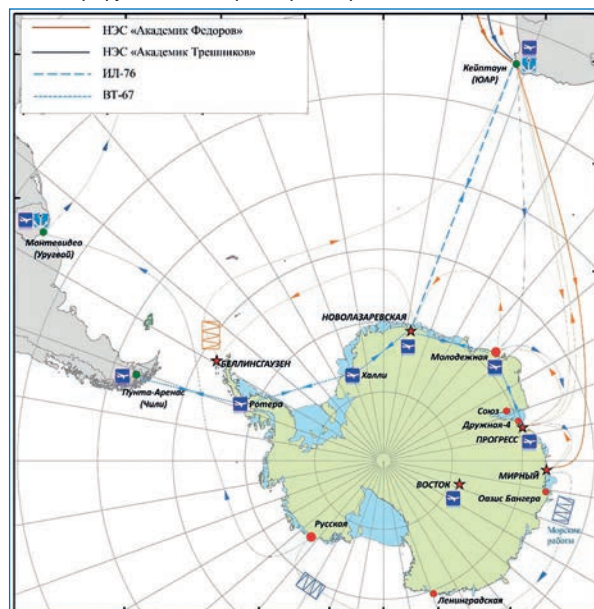 НЭС «Академик Федоров»
НЭС «Академик Трешников»
ИЛ-76
ВТ-67
Кейптаун
(ЮАР)
Монтевидео
(Уругвай)
НОВОЛАЗАРЕВСКАЯ
БЕЛЛИНСГАУЗЕН
Молодежная
Халли
Пунта-Аренас
(Чили)
Ротера
Союз
Дружная-4
ПРОГРЕСС
МИРНЫЙ
ВОСТОК
Оазис Бангера
Морские
работы
Русская
Ленинградская